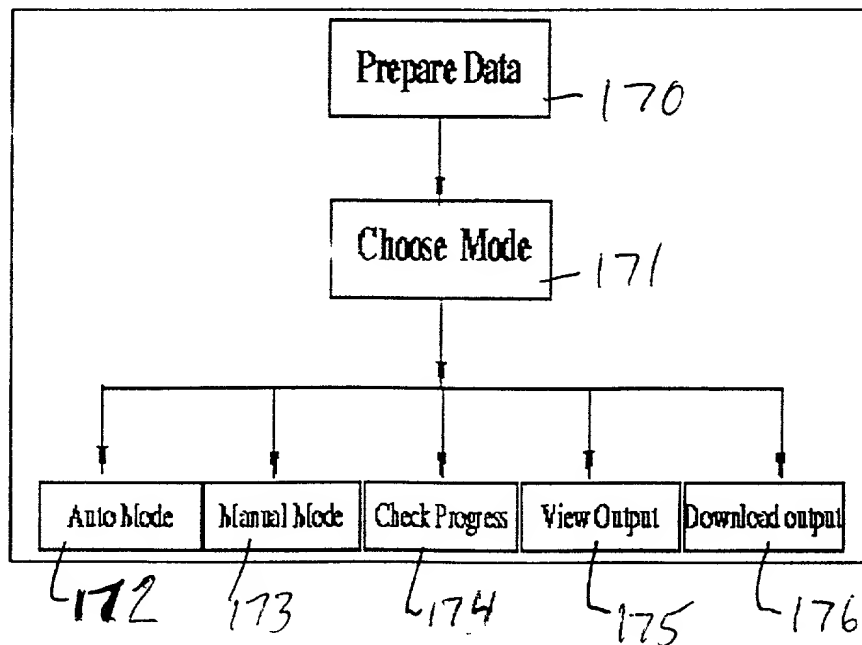 Prepare Data
170
Choose Mode
171
Auto Mode
Manual Mode
Check Progress
View Output
Download output
172
173
174
175
176